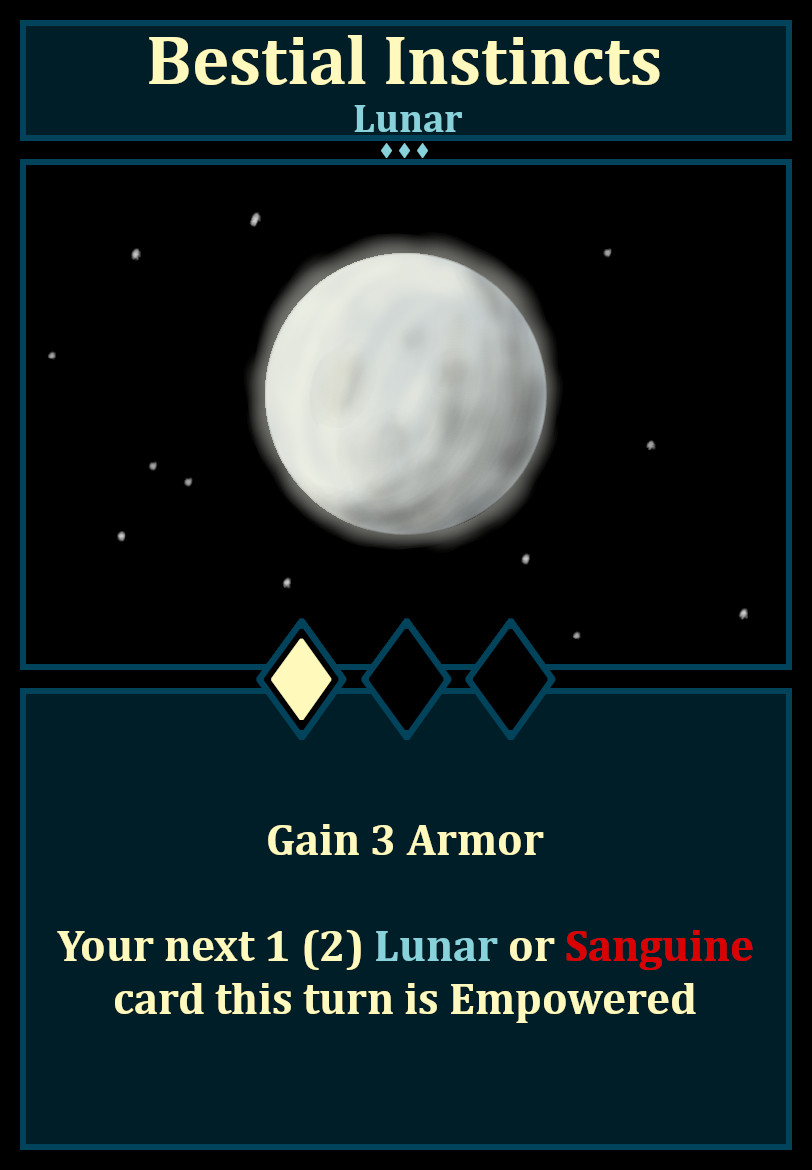 Bestial Instincts
Lunar
Gain 3 Armor
Your next 1 (2) Lunar or Sanguine
card this turn is Empowered